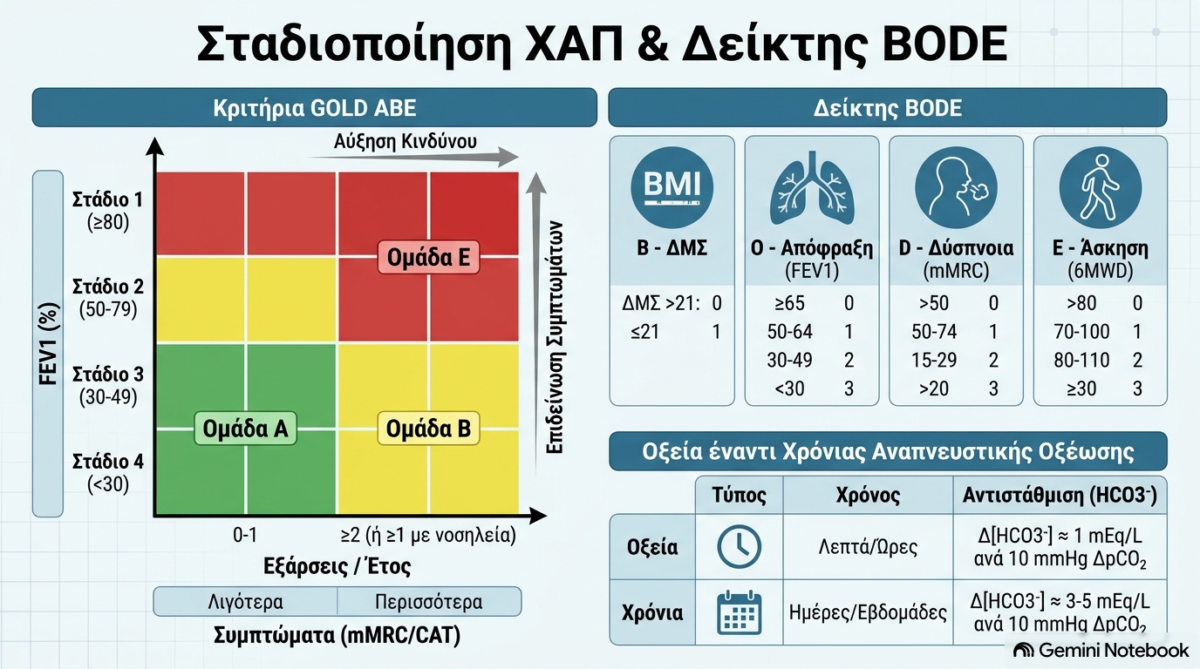 Σταδιοποίηση ΧΑΠ & Δείκτης BODE
Κριτήρια GOLD ABE
Αύξηση Κινδύνου
FEV1 (%)
Στάδιο 1
(≥80)
Στάδιο 2
(50-79)
Στάδιο 3
(30-49)
Στάδιο 4
(<30)
Ομάδα E
Ομάδα A
Ομάδα B
Επιδείνωση Συμπτωμάτων
0-1
≥2 (ή ≥1 με νοσηλεία)
Εξάρσεις / Έτος
Λιγότερα
Περισσότερα
Συμπτώματα (mMRC/CAT)
Δείκτης BODE
BMI
B - ΔΜΣ
ΔΜΣ >21: 0
≤21 1
O - Απόφραξη
(FEV1)
≥65 0
50-64 1
30-49 2
<30 3
D - Δύσπνοια
(mMRC)
>50 0
50-74 1
15-29 2
>20 3
E - Άσκηση
(6MWD)
>80 0
70-100 1
80-110 2
≥30 3
Οξεία έναντι Χρόνιας Αναπνευστικής Οξέωσης
Τύπος Χρόνος Αντιστάθμιση (HCO3⁻)
Οξεία
Λεπτά/Ώρες
Δ[HCO3⁻] ≈ 1 mEq/L
ανά 10 mmHg ΔpCO₂
Χρόνια
Ημέρες/Εβδομάδες
Δ[HCO3⁻] ≈ 3-5 mEq/L
ανά 10 mmHg ΔpCO₂
Gemini Notebook